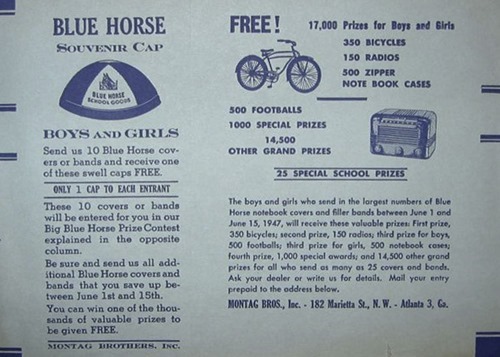 BLUE HORSE
SOUVENIR CAP
BLUE HORSE
SCHOOL GOODS
BOYS AND GIRLS
Send us 10 Blue Horse cov-
ers or bands and receive one
of these swell caps FREE.
ONLY 1 CAP TO EACH ENTRANT
These 10 covers or bands
will be entered for you in our
Big Blue Horse Prize Contest
explained in the opposite
column.
Be sure and send us all add-
itional Blue Horse covers and
bands that you save up be-
tween June 1st and 15th.
You can win one of the thou-
sands of valuable prizes to
be given FREE.
MONTAG BROTHERS, INC.
FREE! 17,000 Prizes for Boys and Girls
350 BICYCLES
150 RADIOS
500 ZIPPER
NOTE BOOK CASES
500 FOOTBALLS
1000 SPECIAL PRIZES
14,500
OTHER GRAND PRIZES
25 SPECIAL SCHOOL PRIZES
The boys and girls who send in the largest numbers of Blue
Horse notebook covers and filler bands between June 1 and
June 15, 1947, will receive these valuable prizes: First prize,
350 bicycles; second prize, 150 radios; third prize for boys,
500 footballs; third prize for girls, 500 notebook cases;
fourth prize, 1,000 special awards; and 14,500 other grand
prizes for all who send as many as 25 covers and bands.
Ask your dealer or write us for details. Mail your entry
prepaid to the address below.
MONTAG BROS., Inc. - 182 Marietta St., N. W. - Atlanta 3, Ga.